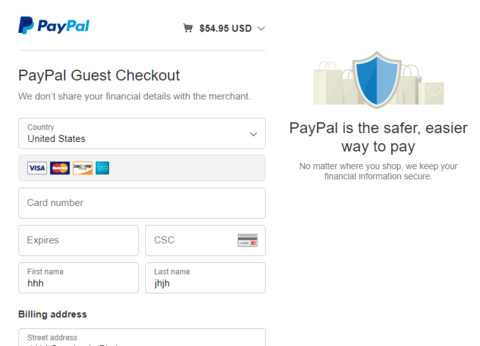 PayPal
$54.95 USD
PayPal Guest Checkout
We don't share your financial details with the merchant.
Country
United States
VISA MasterCard DISCOVER
Card number
Expires
CSC
First name
hhh
Last name
jhjh
Billing address
Street address
PayPal is the safer, easier
way to pay
No matter where you shop, we keep your
financial information secure.